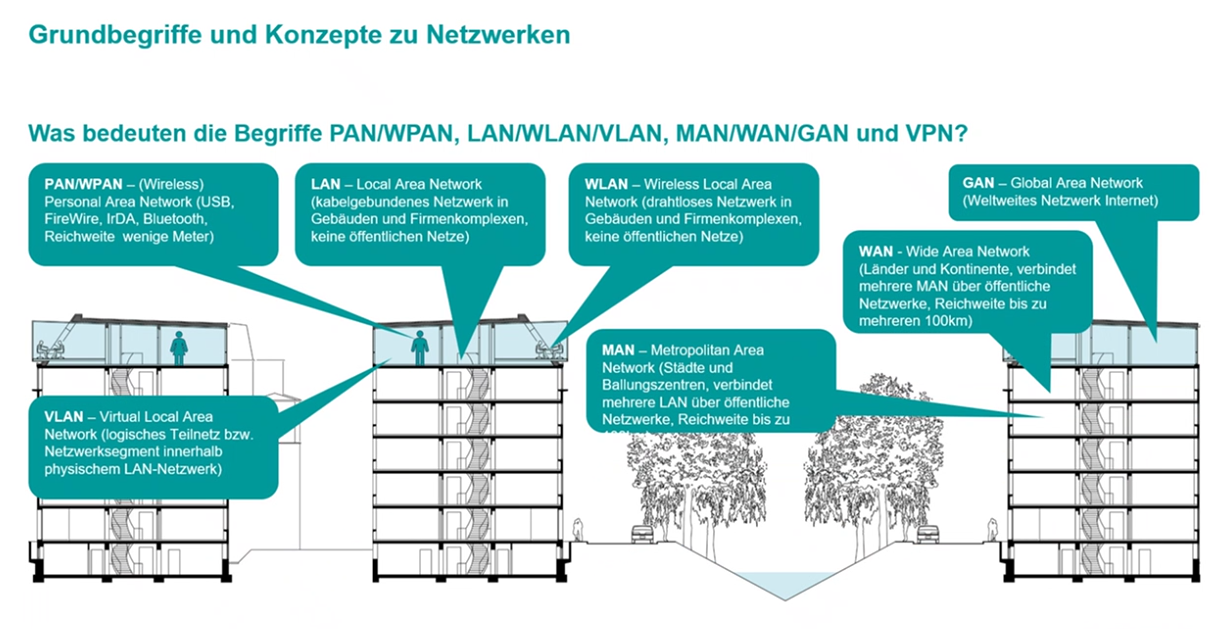 Grundbegriffe und Konzepte zu Netzwerken
Was bedeuten die Begriffe PAN/WPAN, LAN/WLAN/VLAN, MAN/WAN/GAN und VPN?
PAN/WPAN – (Wireless)
Personal Area Network (USB,
FireWire, IrDA, Bluetooth,
Reichweite wenige Meter)
LAN – Local Area Network
(kabelgebundenes Netzwerk in
Gebäuden und Firmenkomplexen,
keine öffentlichen Netze)
WLAN – Wireless Local Area
Network (drahtloses Netzwerk in
Gebäuden und Firmenkomplexen,
keine öffentlichen Netze)
GAN – Global Area Network
(Weltweites Netzwerk Internet)
WAN - Wide Area Network
(Länder und Kontinente, verbindet
mehrere MAN über öffentliche
Netzwerke, Reichweite bis zu
mehreren 100km)
MAN – Metropolitan Area
Network (Städte und
Ballungszentren, verbindet
mehrere LAN über öffentliche
Netzwerke, Reichweite bis zu
VLAN – Virtual Local Area
Network (logisches Teilnetz bzw.
Netzwerksegment innerhalb
physischem LAN-Netzwerk)